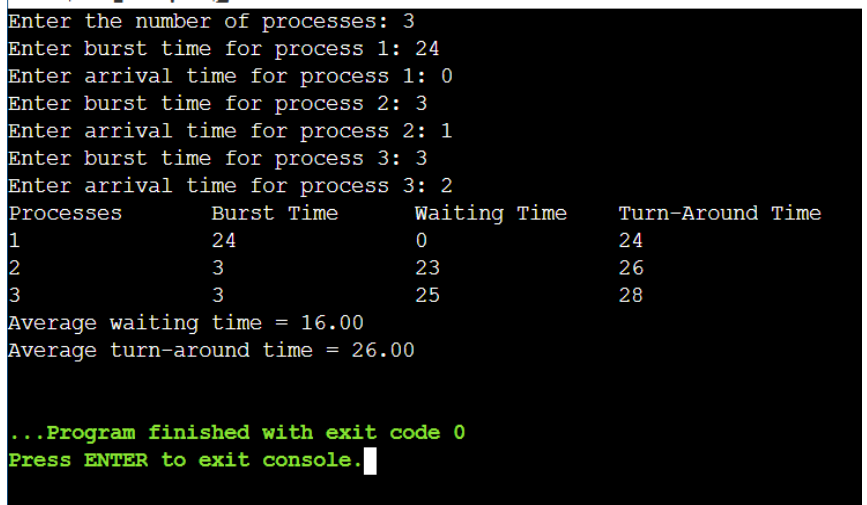 Enter the number of processes: 3
Enter burst time for process 1: 24
Enter arrival time for process 1: 0
Enter burst time for process 2: 3
Enter arrival time for process 2: 1
Enter burst time for process 3: 3
Enter arrival time for process 3: 2
Processes Burst Time Waiting Time Turn-Around Time
1 24 0 24
2 3 23 26
3 3 25 28
Average waiting time = 16.00
Average turn-around time = 26.00
...Program finished with exit code 0
Press ENTER to exit console.